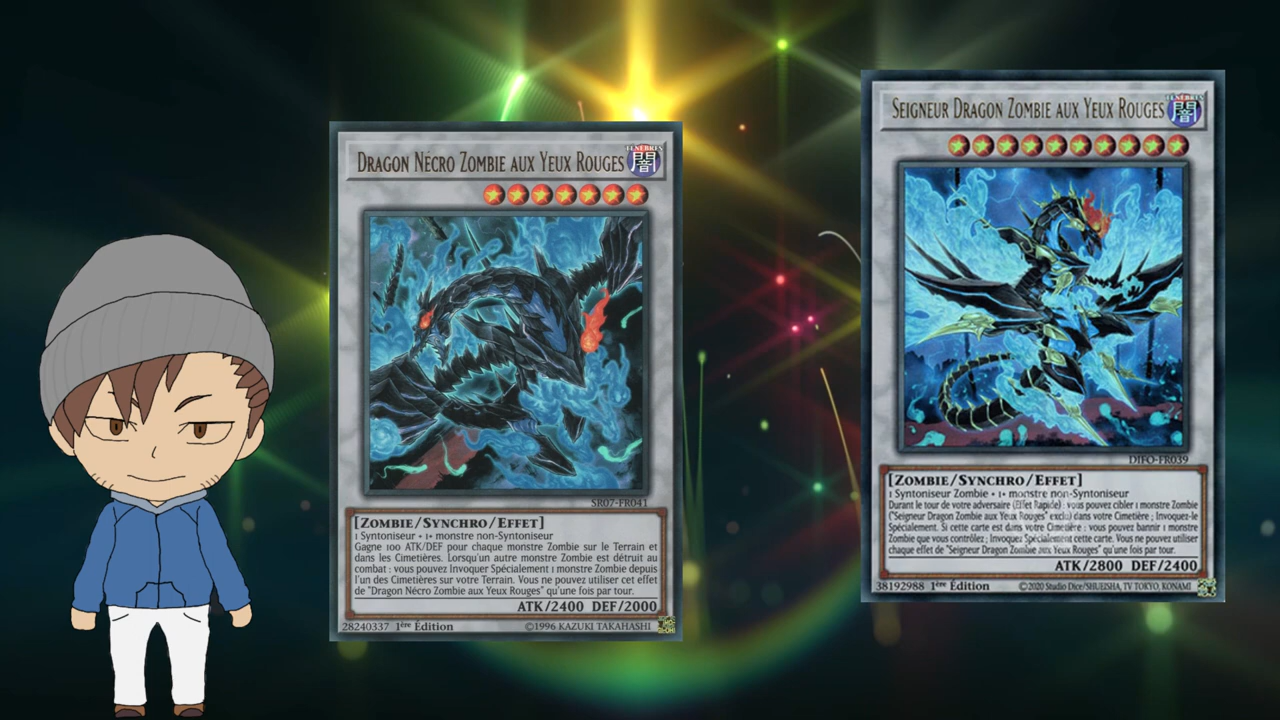 Dragon Nécro Zombie aux Yeux Rouges
TÉNÈBRES
闇
SR07-FR041
[Zombie/Synchro/Effet]
1 Syntoniseur + 1+ monstre non-Syntoniseur
Gagne 100 ATK/DEF pour chaque monstre Zombie sur le Terrain et
dans les Cimetières. Lorsqu'un autre monstre Zombie est détruit au
combat : vous pouvez Invoquer Spécialement 1 monstre Zombie depuis
l'un des Cimetières sur votre Terrain. Vous ne pouvez utiliser cet effet
de "Dragon Nécro Zombie aux Yeux Rouges" qu'une fois par tour.
ATK/2400 DEF/2000
28240337 1ère Édition ©1996 KAZUKI TAKAHASHI
Seigneur Dragon Zombie aux Yeux Rouges
TÉNÈBRES
闇
DIFO-FR039
[Zombie/Synchro/Effet]
1 Syntoniseur Zombie + 1+ monstre non-Syntoniseur
Durant le tour de votre adversaire (Effet Rapide) : vous pouvez cibler 1 monstre Zombie
("Seigneur Dragon Zombie aux Yeux Rouges" exclu) dans votre Cimetière ; Invoquez-le
Spécialement. Si cette carte est dans votre Cimetière : vous pouvez bannir 1 monstre
Zombie que vous contrôlez ; Invoquez Spécialement cette carte. Vous ne pouvez utiliser
chaque effet de "Seigneur Dragon Zombie aux Yeux Rouges" qu'une fois par tour.
ATK/2800 DEF/2400
38192988 1ère Édition ©2020 Studio Dice/SHUEISHA, TV TOKYO, KONAMI